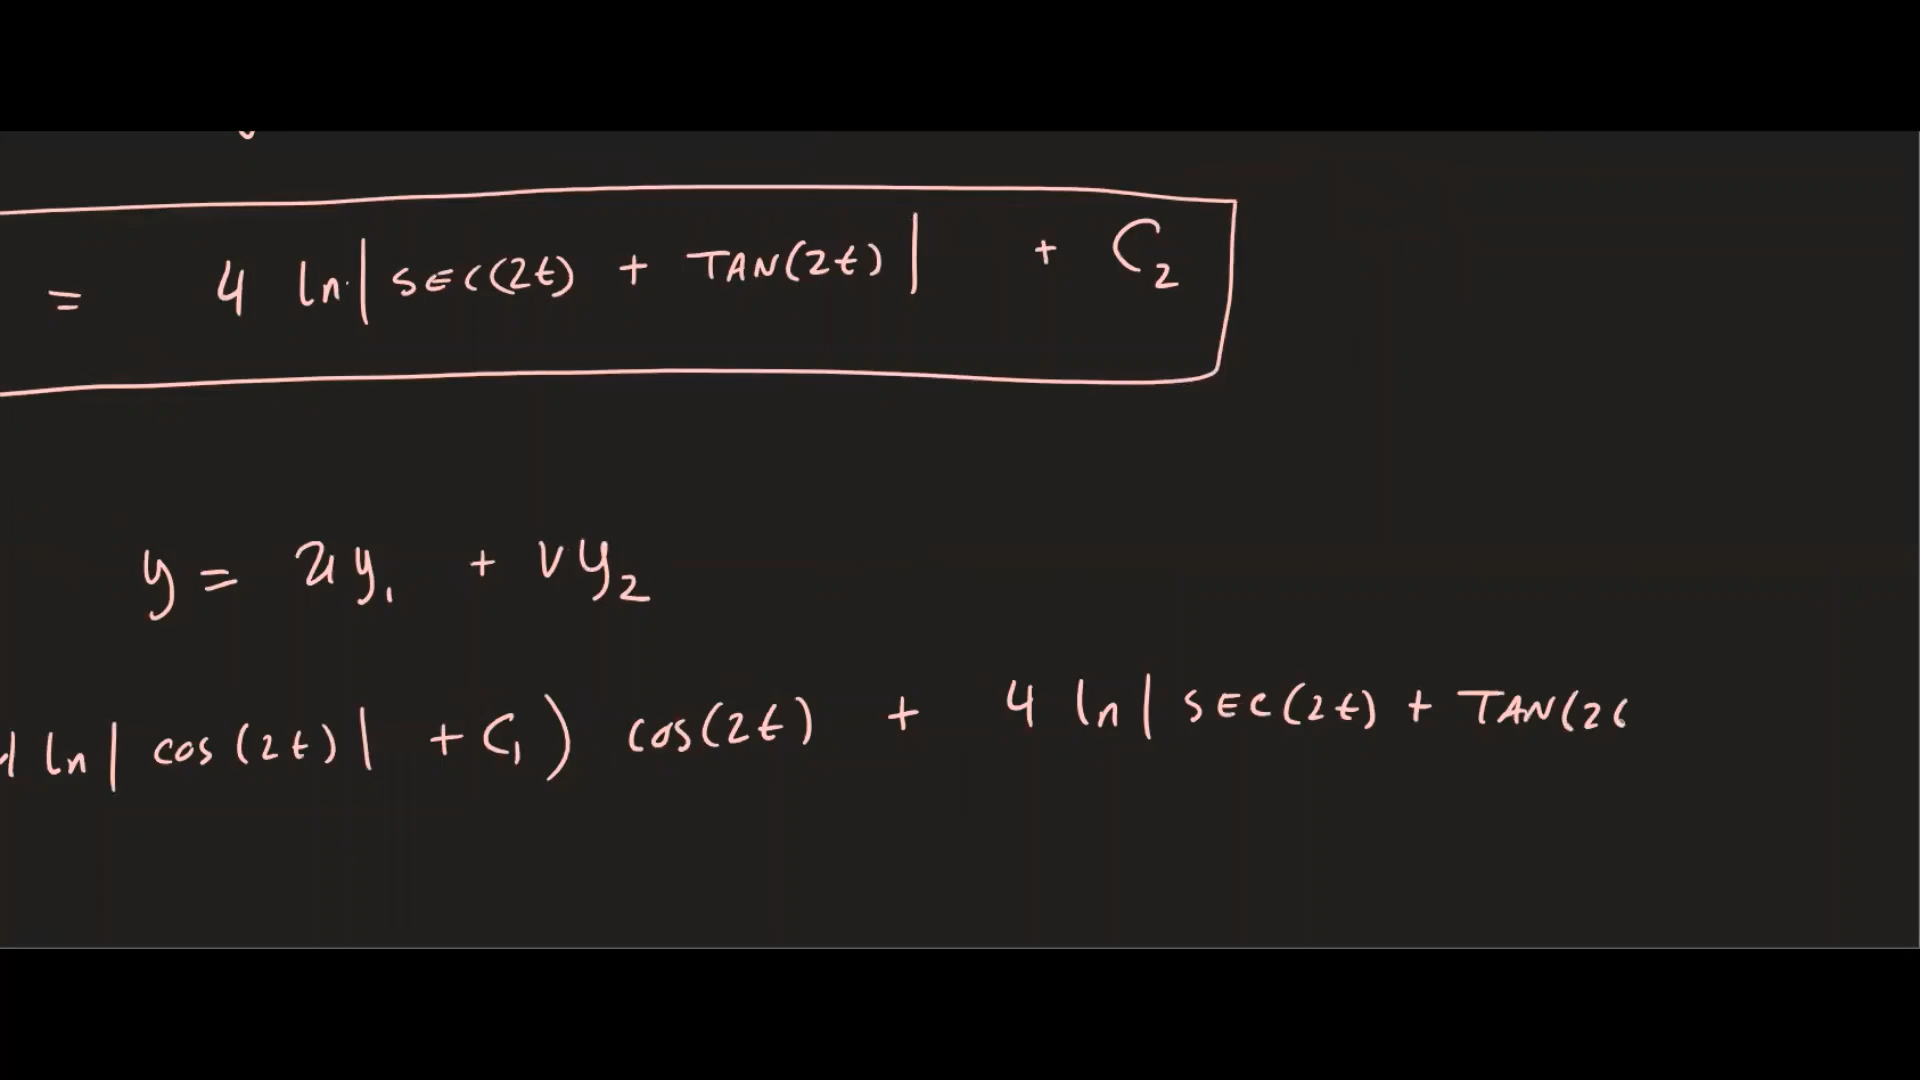 = 4 ln|SEC(2t) + TAN(2t)| + C₂
y = uy₁ + vy₂
ln|cos(2t)| + C₁) cos(2t) + 4 ln|SEC(2t) + TAN(2